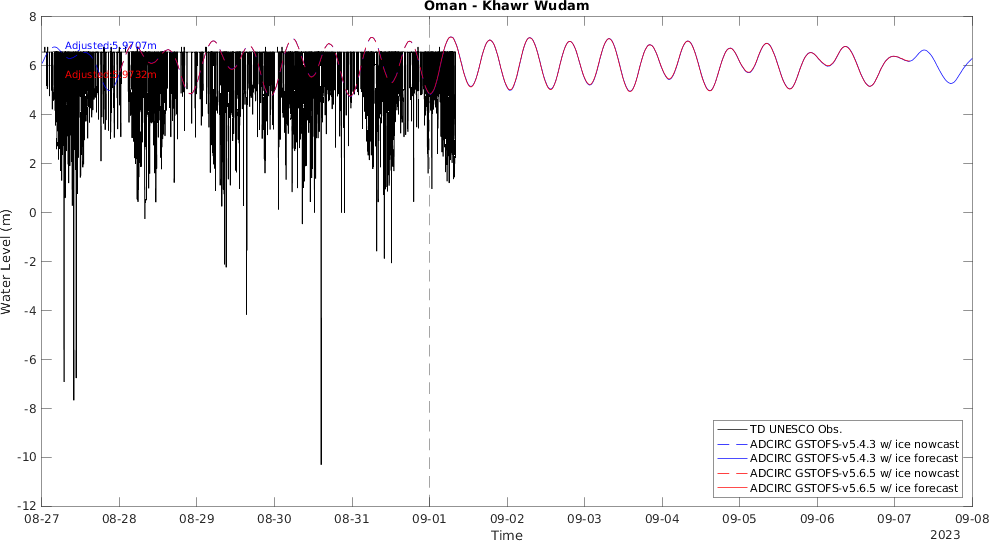 Oman - Khawr Wudam
8
6
4
2
0
-2
-4
-6
-8
-10
-12
Water Level (m)
Adjusted:5.9707m
TD UNESCO Obs.
ADCIRC GSTOFS-v5.4.3 w/ ice nowcast
ADCIRC GSTOFS-v5.4.3 w/ ice forecast
ADCIRC GSTOFS-v5.6.5 w/ ice nowcast
ADCIRC GSTOFS-v5.6.5 w/ ice forecast
08-27 08-28 08-29 08-30 08-31 09-01 09-02 09-03 09-04 09-05 09-06 09-07 09-08
Time
2023